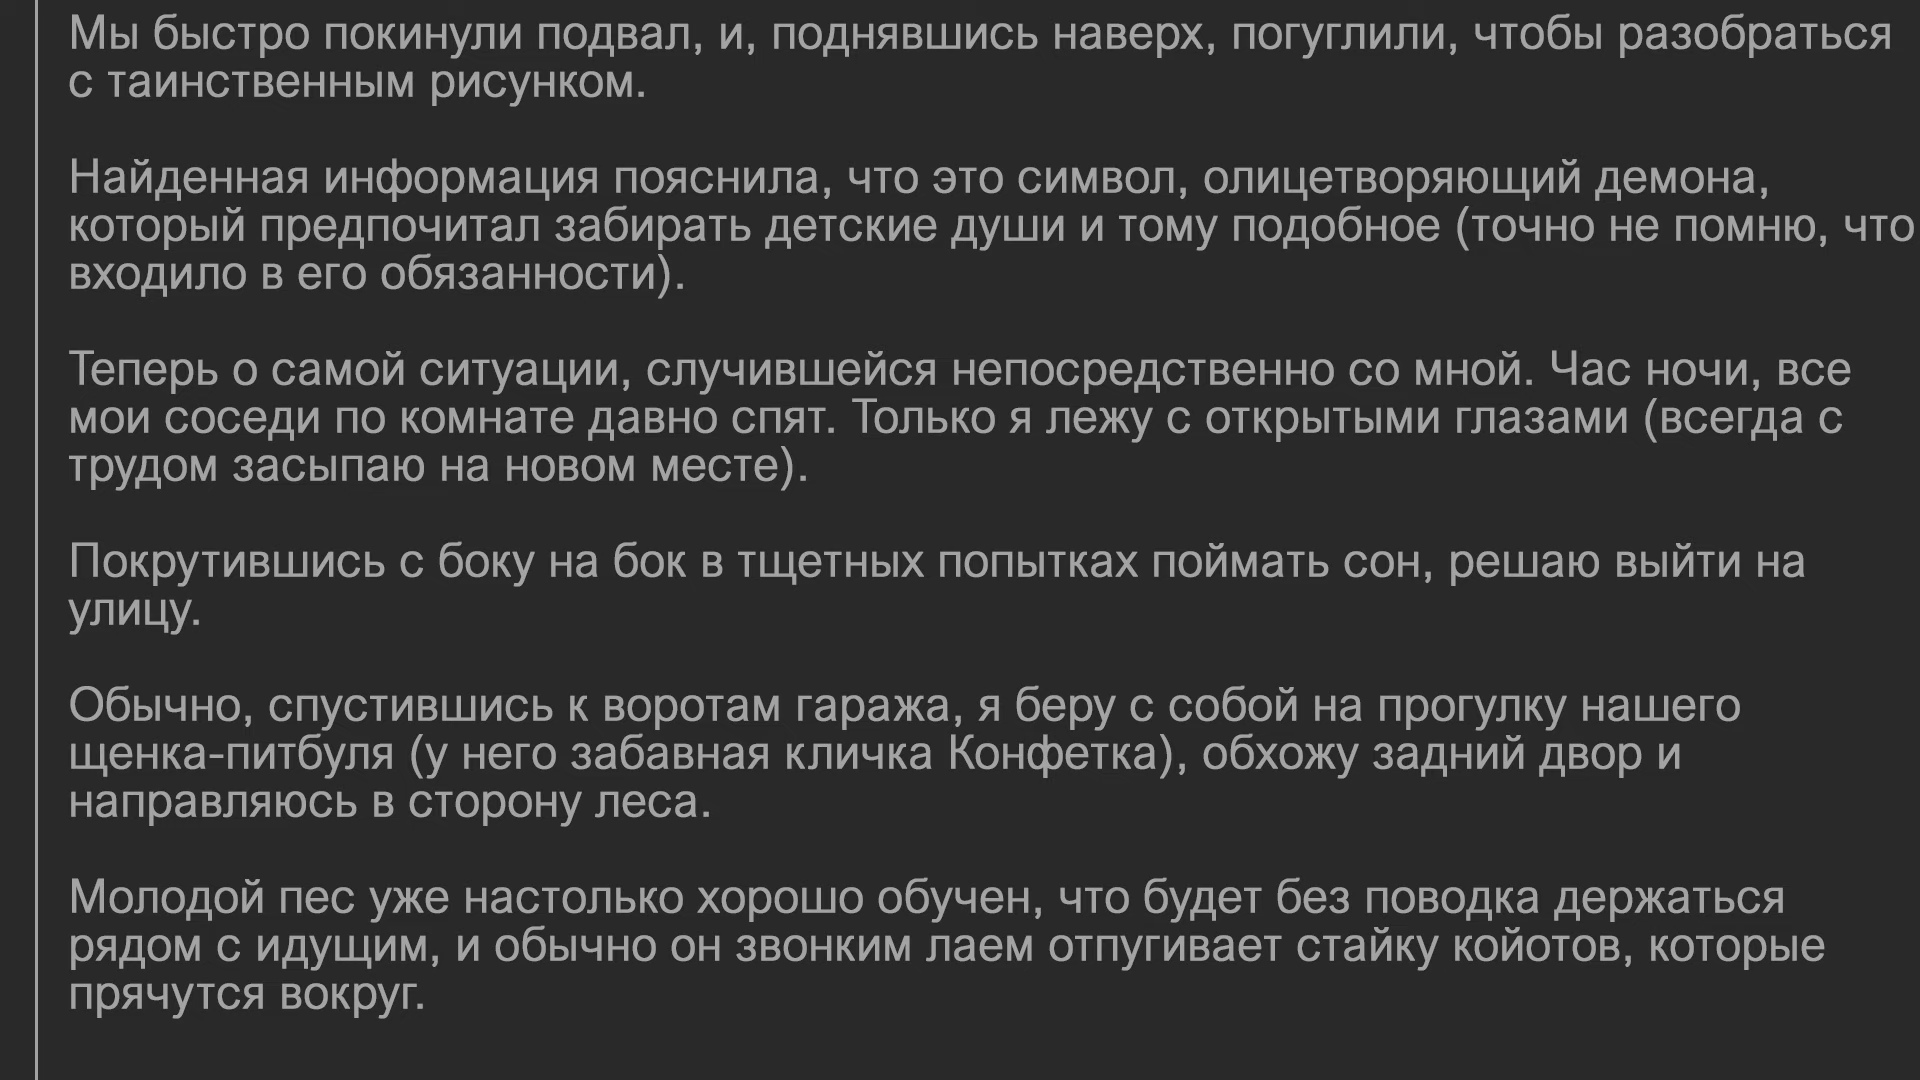 Мы быстро покинули подвал, и, поднявшись наверх, погуглили, чтобы разобраться
с таинственным рисунком.
Найденная информация пояснила, что это символ, олицетворяющий демона,
который предпочитал забирать детские души и тому подобное (точно не помню, что
входило в его обязанности).
Теперь о самой ситуации, случившейся непосредственно со мной. Час ночи, все
мои соседи по комнате давно спят. Только я лежу с открытыми глазами (всегда с
трудом засыпаю на новом месте).
Покрутившись с боку на бок в тщетных попытках поймать сон, решаю выйти на
улицу.
Обычно, спустившись к воротам гаража, я беру с собой на прогулку нашего
щенка-питбуля (у него забавная кличка Конфетка), обхожу задний двор и
направляюсь в сторону леса.
Молодой пес уже настолько хорошо обучен, что будет без поводка держаться
рядом с идущим, и обычно он звонким лаем отпугивает стайку койотов, которые
прячутся вокруг.